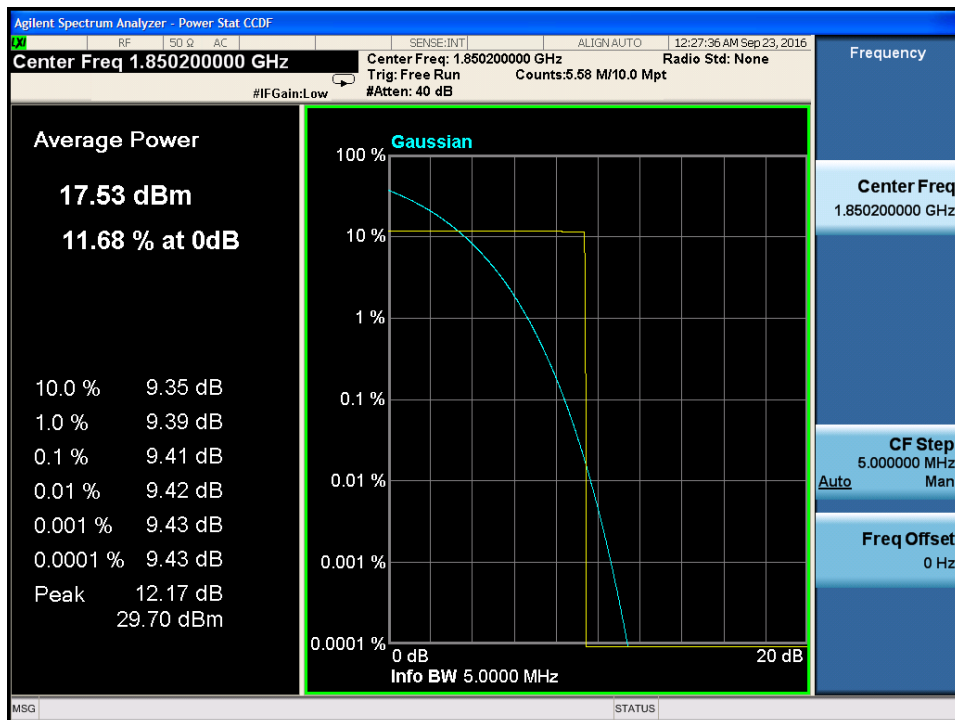 Agilent Spectrum Analyzer - Power Stat CCDF
LXI RF 50 Ω AC SENSE:INT ALIGN AUTO 12:27:36 AM Sep 23, 2016
Center Freq 1.850200000 GHz
#IFGain:Low
Center Freq: 1.850200000 GHz Radio Std: None
Trig: Free Run Counts:5.58 M/10.0 Mpt
#Atten: 40 dB
Average Power
17.53 dBm
11.68 % at 0dB
10.0 % 9.35 dB
1.0 % 9.39 dB
0.1 % 9.41 dB
0.01 % 9.42 dB
0.001 % 9.43 dB
0.0001 % 9.43 dB
Peak 12.17 dB
29.70 dBm
Gaussian
100 %
10 %
1 %
0.1 %
0.01 %
0.001 %
0.0001 %
0 dB 20 dB
Info BW 5.0000 MHz
Frequency
Center Freq
1.850200000 GHz
CF Step
5.000000 MHz
Auto Man
Freq Offset
0 Hz
MSG STATUS